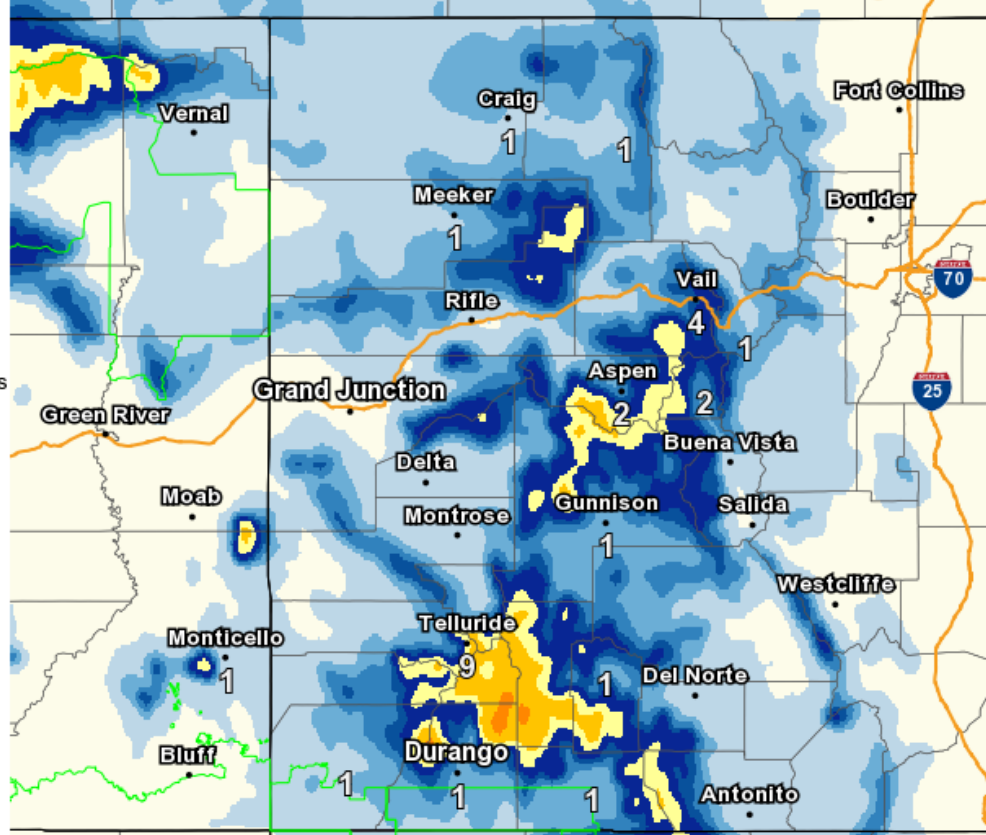 Fort Collins
Craig
Vernal
1
1
Meeker
Boulder
1
Vail
INTERSTATE
70
Rifle
4
1
Aspen
INTERSTATE
25
Grand Junction
2
2
Green River
Buena Vista
Delta
Moab
Gunnison
Salida
Montrose
1
Westcliffe
Telluride
Monticello
9
1
1
Del Norte
Durango
Bluff
1
1
1
Antonito
s